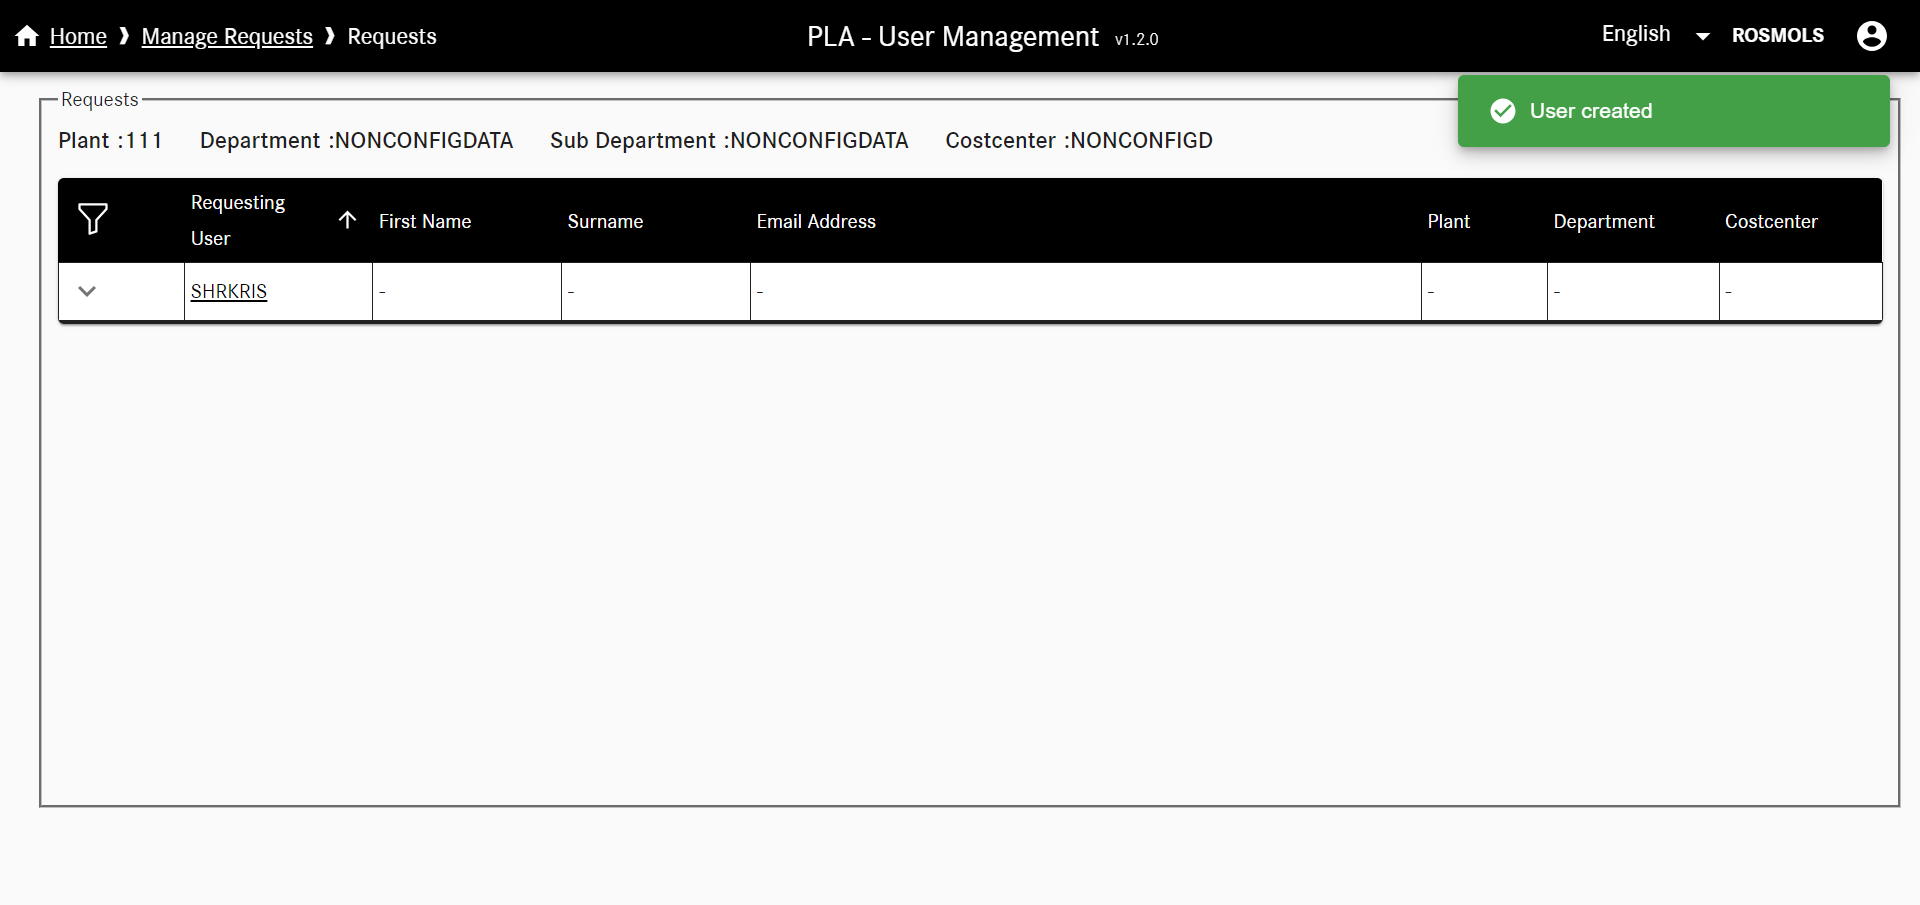 Home ❱ Manage Requests ❱ Requests
PLA - User Management v1.2.0
English ROSMOLS
User created
Requests
Plant :111 Department :NONCONFIGDATA Sub Department :NONCONFIGDATA Costcenter :NONCONFIGD
Requesting User First Name Surname Email Address Plant Department Costcenter
SHRKRIS - - - - - -